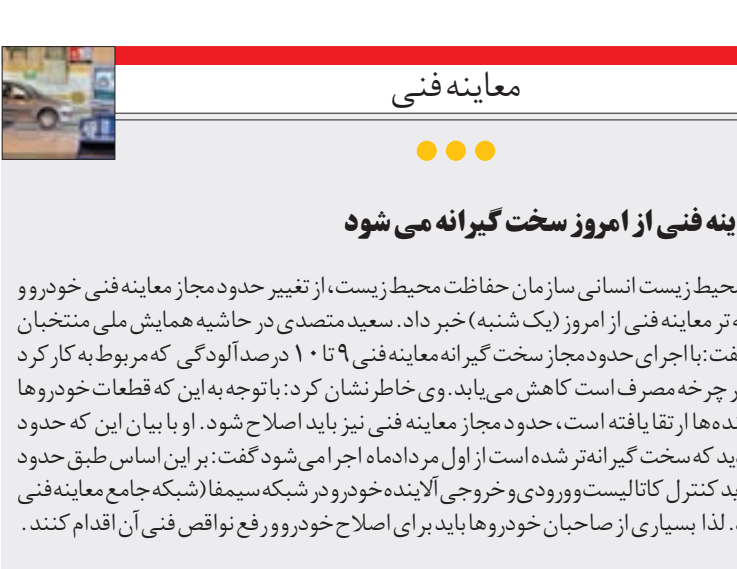 معاینه فنی
ینه فنی از امروز سخت گیرانه می شود
محیط زیست انسانی سازمان حفاظت محیط زیست، از تغییر حدود مجاز معاینه فنی خودرو و
تر معاینه فنی از امروز (یک شنبه) خبر داد. سعید متصدی در حاشیه همایش ملی منتخبان
فت: با اجرای حدود مجاز سخت گیرانه معاینه فنی ۹ تا ۱۰ درصد آلودگی که مربوط به کارکرد
ر چرخه مصرف است کاهش می‌یابد. وی خاطر نشان کرد: با توجه به این که قطعات خودروها
نده‌ها ارتقا یافته است، حدود مجاز معاینه فنی نیز باید اصلاح شود. او با بیان این که حدود
ید که سخت گیرانه‌تر شده است از اول مردادماه اجرا می‌شود گفت: بر این اساس طبق حدود
ید کنترل کاتالیست و ورودی و خروجی آلاینده خودرو در شبکه سیمفا (شبکه جامع معاینه فنی
. لذا بسیاری از صاحبان خودروها باید برای اصلاح خودرو و رفع نواقص فنی آن اقدام کنند.